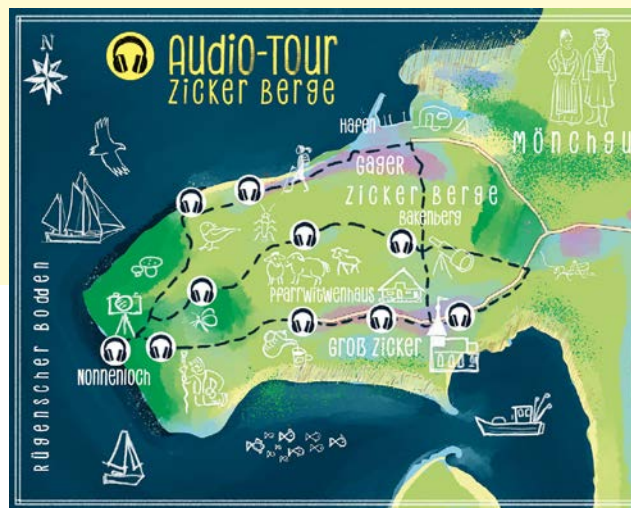 N
AUDIO-TOUR
ZICKER BERGE
HAFEN
MÖNCHGU
GAGER
ZICKER BERGE
BAKENBERG
PFARRWITWENHAUS
GROẞ ZICKER
NONNENLOCH
RÜGENSCHER BODDEN